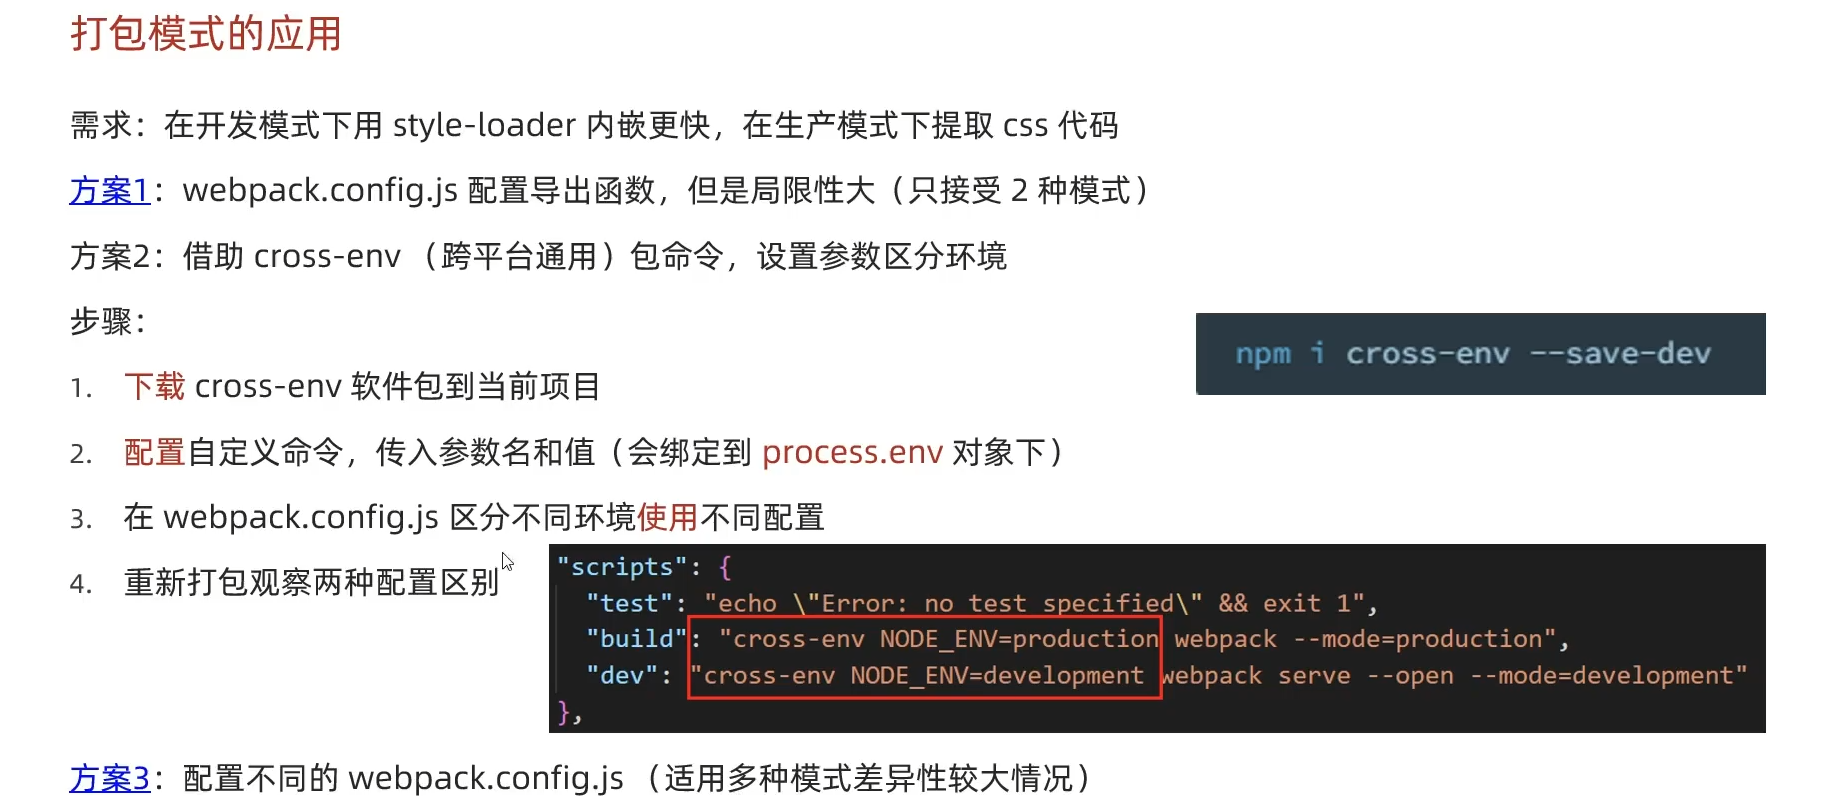 打包模式的应用
需求：在开发模式下用 style-loader 内嵌更快，在生产模式下提取 css 代码
方案1：webpack.config.js 配置导出函数，但是局限性大（只接受 2 种模式）
方案2：借助 cross-env （跨平台通用）包命令，设置参数区分环境
步骤：
npm i cross-env --save-dev
1. 下载 cross-env 软件包到当前项目
2. 配置自定义命令，传入参数名和值（会绑定到 process.env 对象下）
3. 在 webpack.config.js 区分不同环境使用不同配置
4. 重新打包观察两种配置区别
"scripts": {
"test": "echo \"Error: no test specified\" && exit 1",
"build": "cross-env NODE_ENV=production webpack --mode=production",
"dev": "cross-env NODE_ENV=development webpack serve --open --mode=development"
},
方案3：配置不同的 webpack.config.js （适用多种模式差异性较大情况）